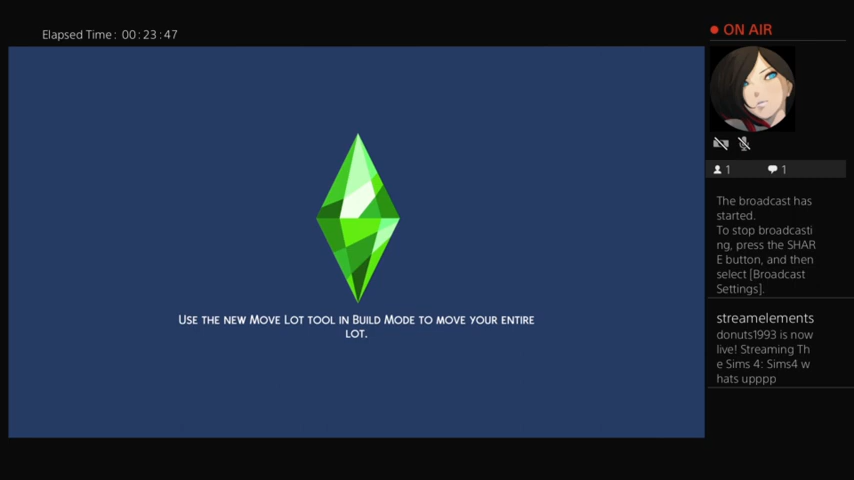 Elapsed Time: 00:23:47
ON AIR
USE THE NEW MOVE LOT TOOL IN BUILD MODE TO MOVE YOUR ENTIRE
LOT.
1 1
The broadcast has
started.
To stop broadcasti
ng, press the SHAR
E button, and then
select [Broadcast
Settings].
streamelements
donuts1993 is now
live! Streaming Th
e Sims 4: Sims4 w
hats upppp